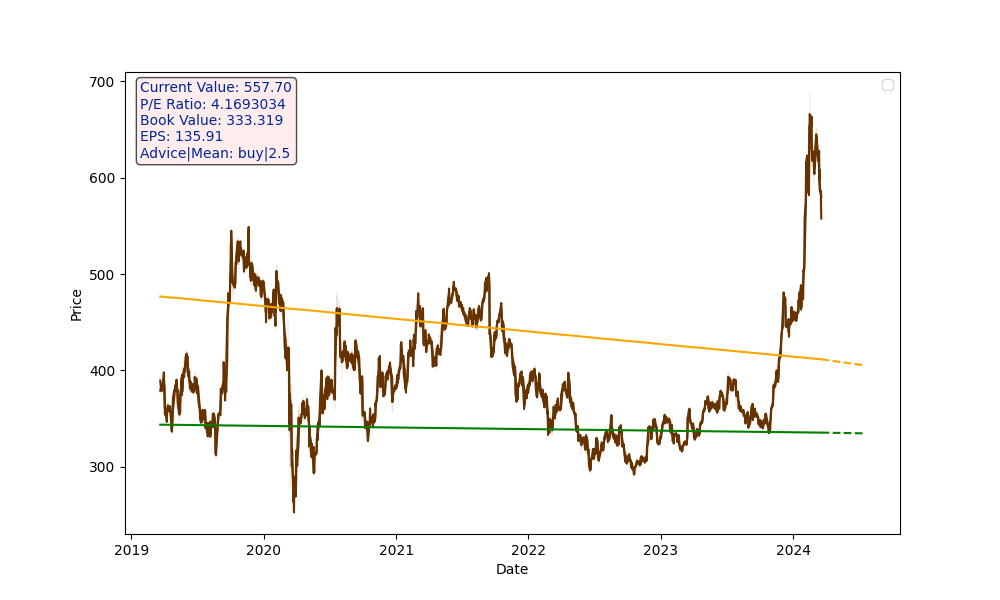 Current Value: 557.70
P/E Ratio: 4.1693034
Book Value: 333.319
EPS: 135.91
Advice|Mean: buy|2.5
700
600
500
400
300
Price
2019 2020 2021 2022 2023 2024
Date